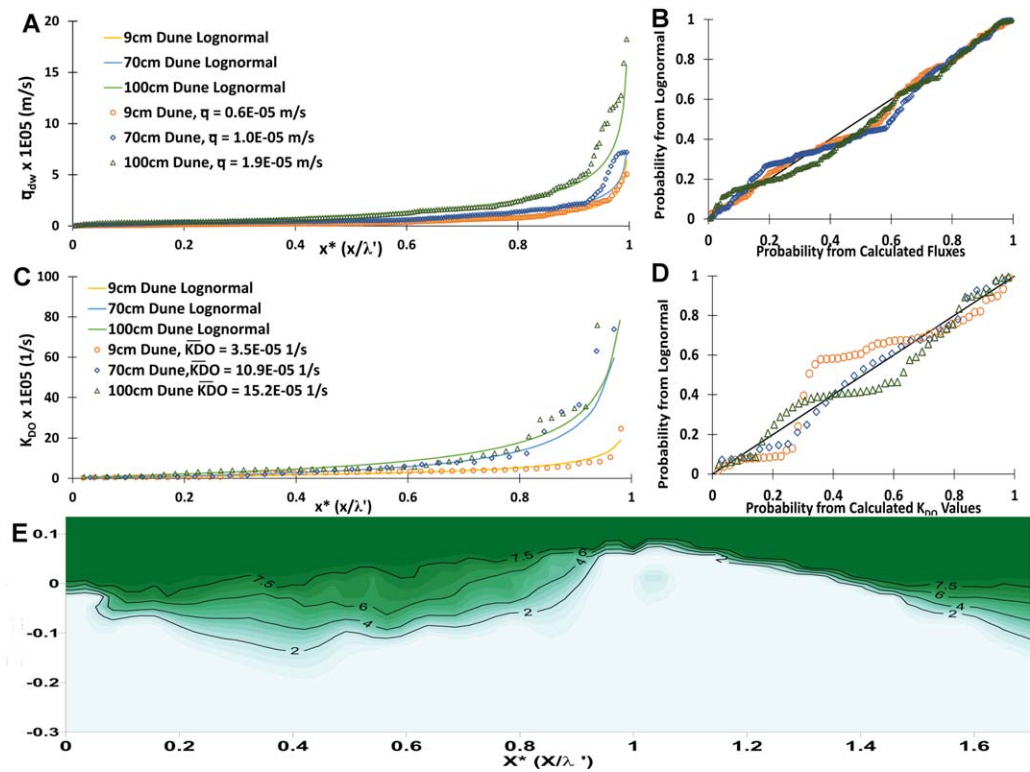 A
q̄dw x 1E05 (m/s)
20
15
10
5
0
9cm Dune Lognormal
70cm Dune Lognormal
100cm Dune Lognormal
9cm Dune, q̄ = 0.6E-05 m/s
70cm Dune, q̄ = 1.0E-05 m/s
100cm Dune, q̄ = 1.9E-05 m/s
0 0.2 0.4 0.6 0.8 1
x* (x/λ')
B
Probability from Lognormal
1
0.8
0.6
0.4
0.2
0
0 0.2 0.4 0.6 0.8 1
Probability from Calculated Fluxes
C
KDO x 1E05 (1/s)
100
80
60
40
20
0
9cm Dune Lognormal
70cm Dune Lognormal
100cm Dune Lognormal
9cm Dune, K̅D̅O̅ = 3.5E-05 1/s
70cm Dune,K̅D̅O̅ = 10.9E-05 1/s
100cm Dune K̅D̅O̅ = 15.2E-05 1/s
0 0.2 0.4 0.6 0.8 1
x* (x/λ')
D
Probability from Lognormal
1
0.8
0.6
0.4
0.2
0
0 0.2 0.4 0.6 0.8 1
Probability from Calculated KDO Values
E
0.1
0
-0.1
-0.2
-0.3
7.5 7.5 6 4 2 7.5
6 6 4
4 2 2
2
0 0.2 0.4 0.6 0.8 1 1.2 1.4 1.6
X* (X/λ ')